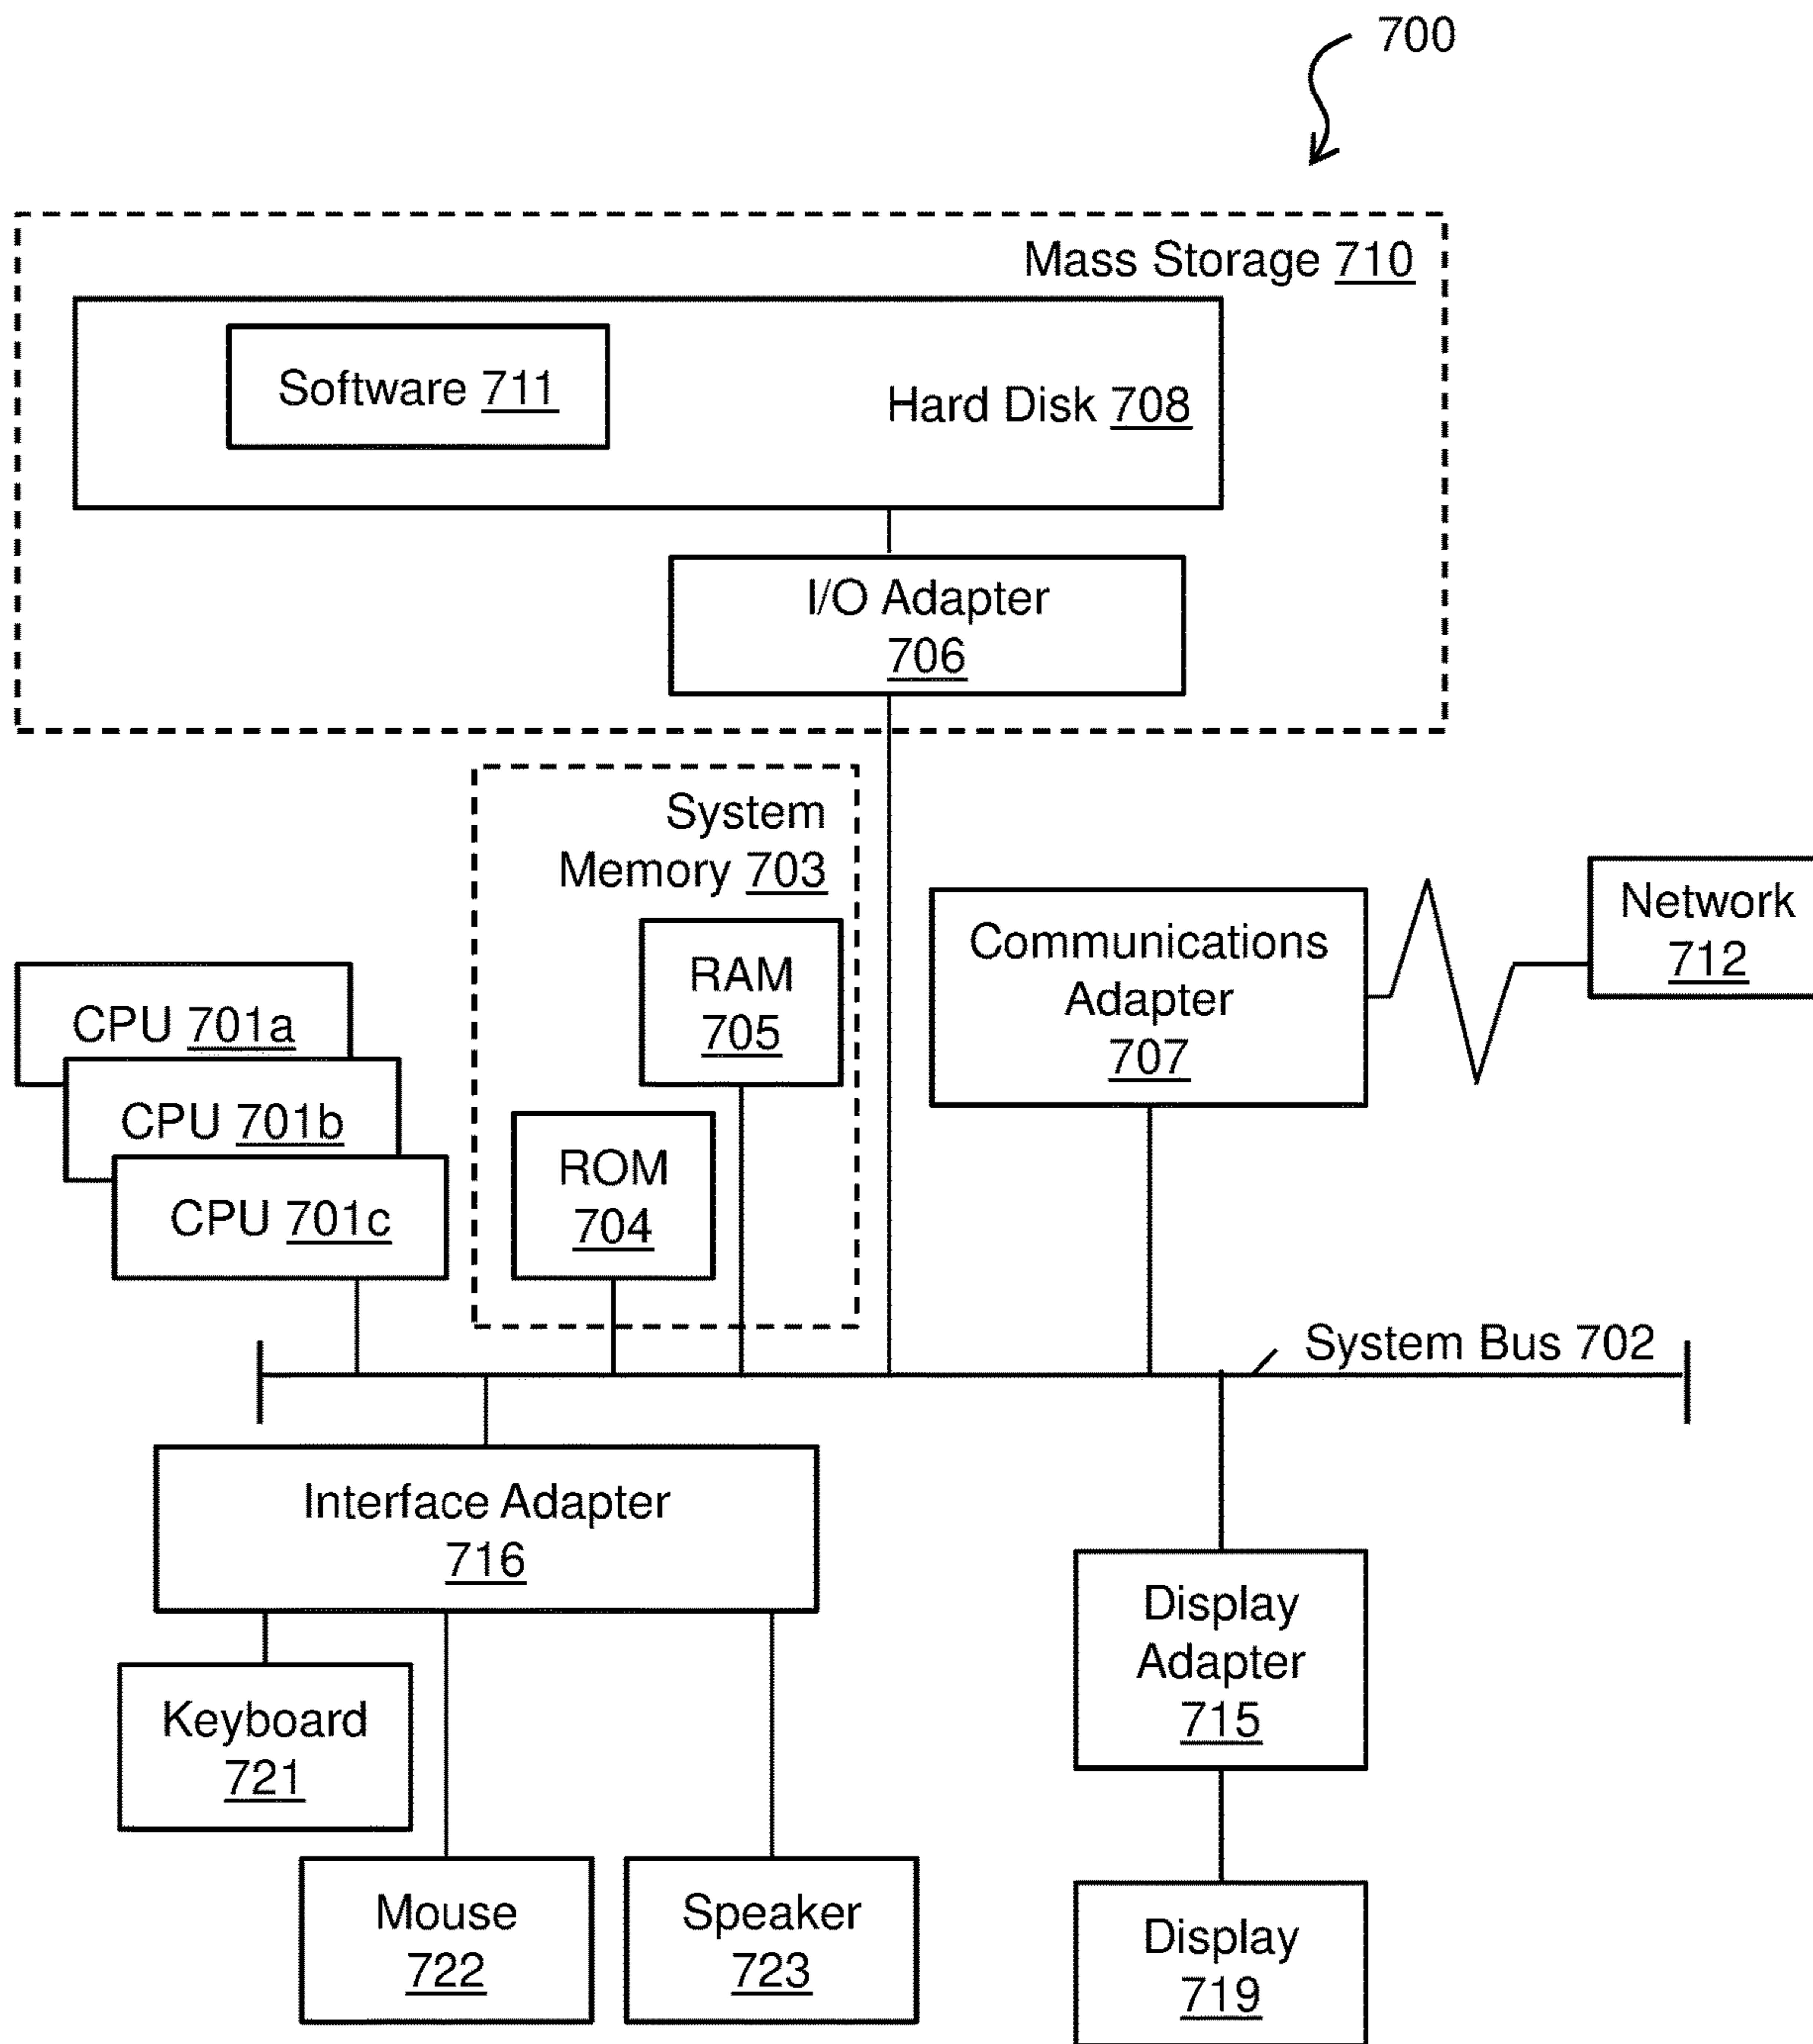 700
Mass Storage 710
Software 711
Hard Disk 708
I/O Adapter
706
System
Memory 703
RAM
705
ROM
704
Communications
Adapter
707
Network
712
CPU 701a
CPU 701b
CPU 701c
System Bus 702
Interface Adapter
716
Keyboard
721
Mouse
722
Speaker
723
Display
Adapter
715
Display
719